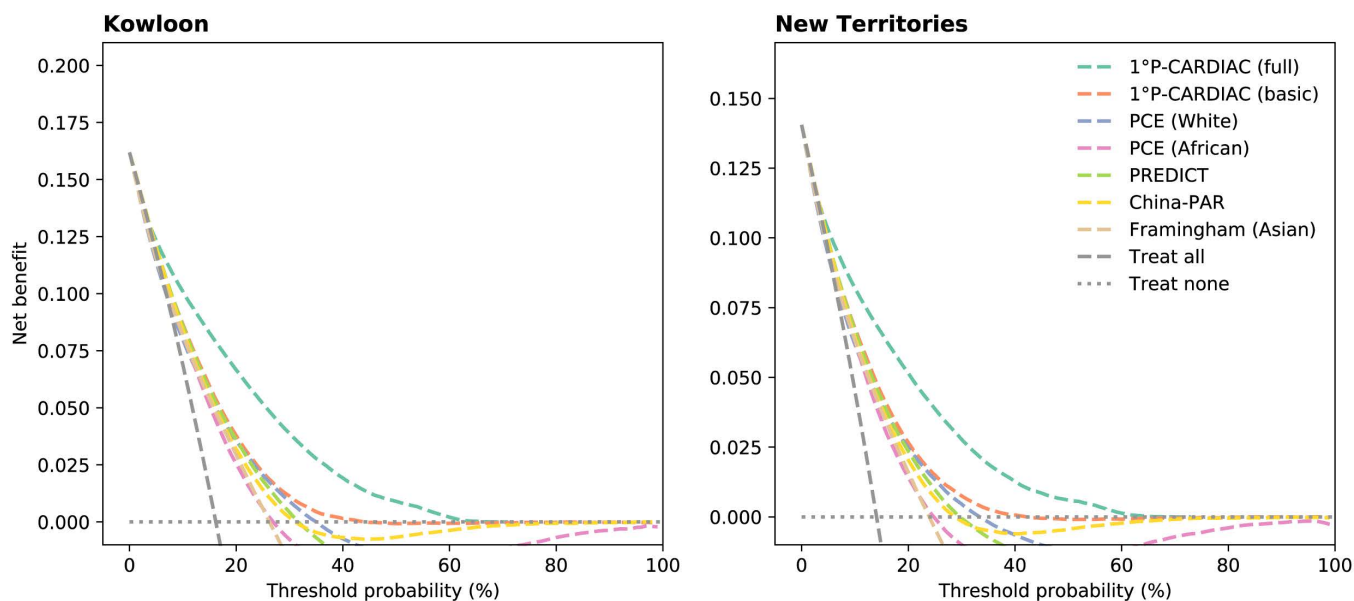 Kowloon
0.200
0.175
0.150
0.125
0.100
0.075
0.050
0.025
0.000
Net benefit
0 20 40 60 80 100
Threshold probability (%)
New Territories
0.150
0.125
0.100
0.075
0.050
0.025
0.000
1°P-CARDIAC (full)
1°P-CARDIAC (basic)
PCE (White)
PCE (African)
PREDICT
China-PAR
Framingham (Asian)
Treat all
Treat none
0 20 40 60 80 100
Threshold probability (%)